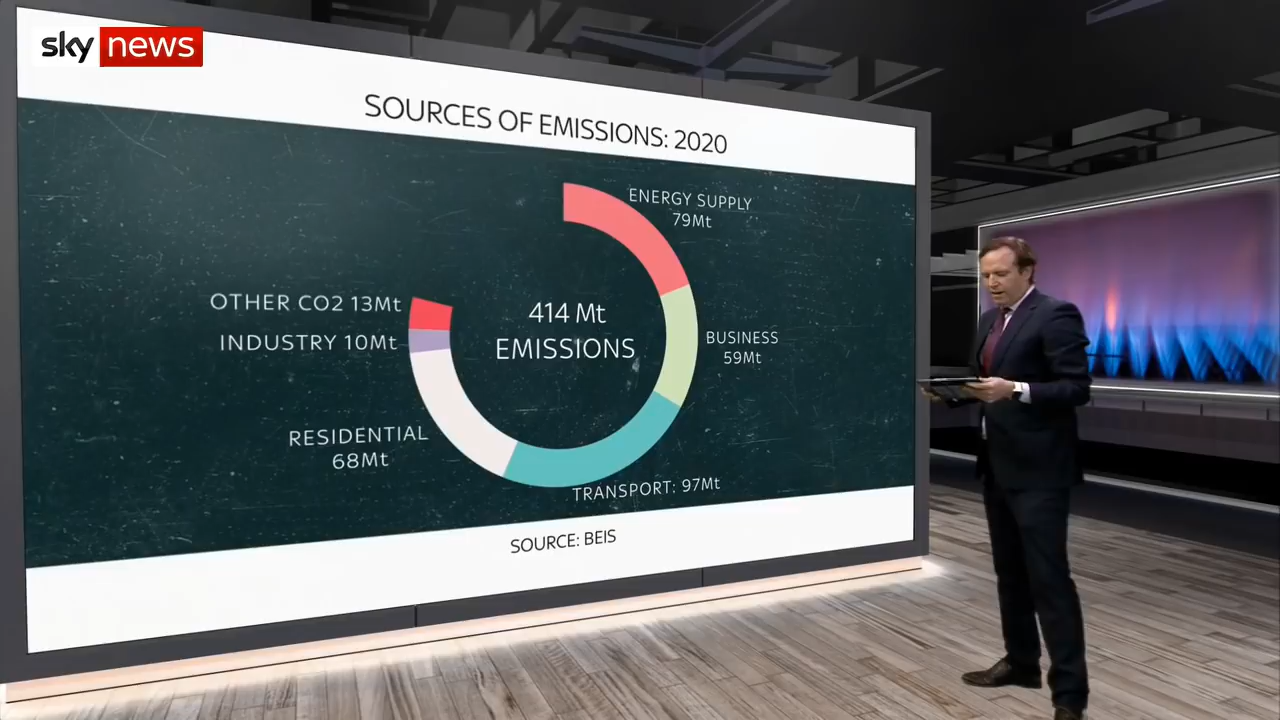 sky news
SOURCES OF EMISSIONS: 2020
ENERGY SUPPLY
79Mt
OTHER CO2 13Mt
414 Mt
EMISSIONS
INDUSTRY 10Mt
BUSINESS
59Mt
RESIDENTIAL
68Mt
TRANSPORT: 97Mt
SOURCE: BEIS